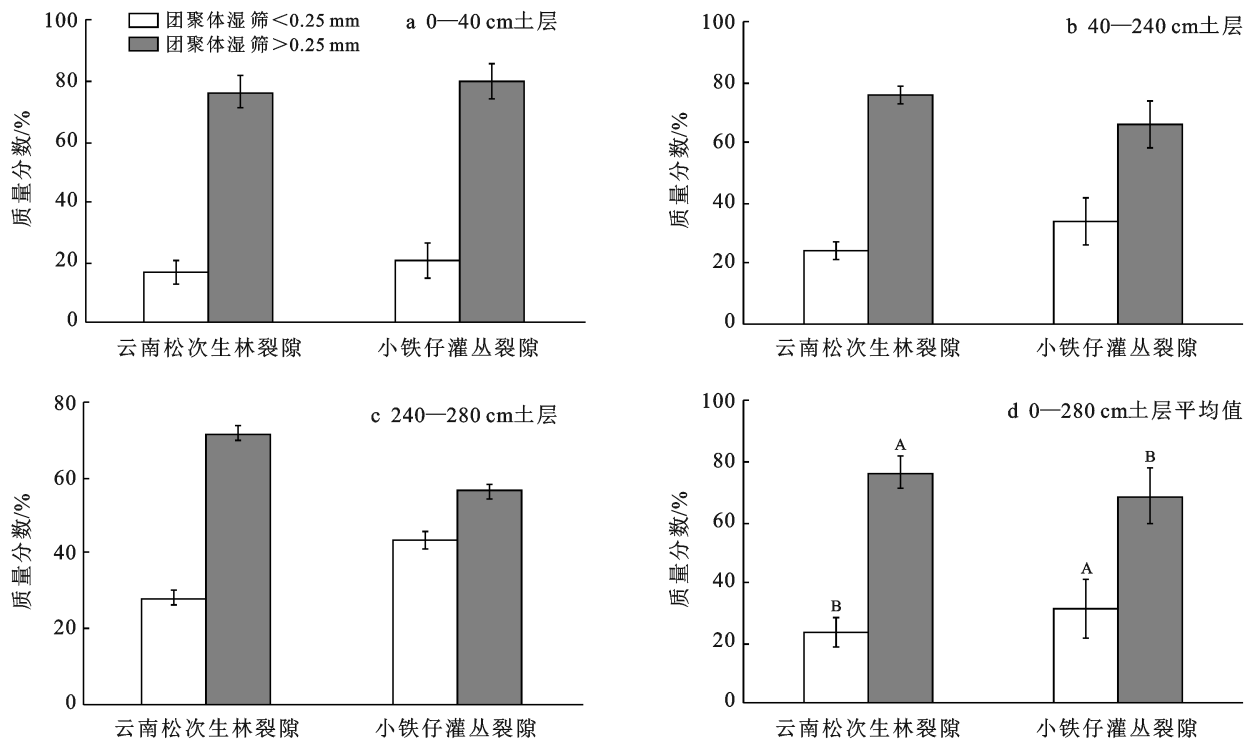 a 0—40 cm土层
团聚体湿筛<0.25 mm
团聚体湿筛>0.25 mm
质量分数/%
100
80
60
40
20
0
云南松次生林裂隙
小铁仔灌丛裂隙
b 40—240 cm土层
质量分数/%
100
80
60
40
20
0
云南松次生林裂隙
小铁仔灌丛裂隙
c 240—280 cm土层
质量分数/%
80
60
40
20
0
云南松次生林裂隙
小铁仔灌丛裂隙
d 0—280 cm土层平均值
质量分数/%
100
80
60
40
20
0
B
A
A
B
云南松次生林裂隙
小铁仔灌丛裂隙